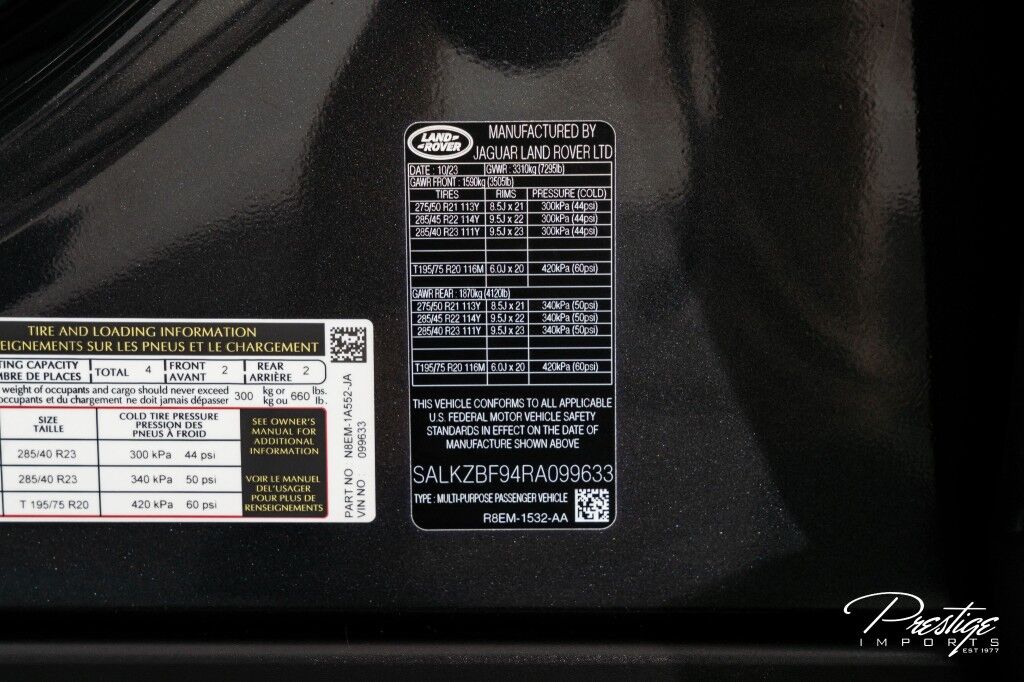 LAND-
-ROVER
MANUFACTURED BY
JAGUAR LAND ROVER LTD
DATE : 10/23 GVWR : 3310kg (7295lb)
GAWR FRONT : 1590kg (3505lb)
TIRES RIMS PRESSURE (COLD)
275/50 R21 113Y 8.5J x 21 300kPa (44psi)
285/45 R22 114Y 9.5J x 22 300kPa (44psi)
285/40 R23 111Y 9.5J x 23 300kPa (44psi)
T195/75 R20 116M 6.0J x 20 420kPa (60psi)
GAWR REAR : 1870kg (4120lb)
275/50 R21 113Y 8.5J x 21 340kPa (50psi)
285/45 R22 114Y 9.5J x 22 340kPa (50psi)
285/40 R23 111Y 9.5J x 23 340kPa (50psi)
T195/75 R20 116M 6.0J x 20 420kPa (60psi)
THIS VEHICLE CONFORMS TO ALL APPLICABLE
U.S. FEDERAL MOTOR VEHICLE SAFETY
STANDARDS IN EFFECT ON THE DATE OF
MANUFACTURE SHOWN ABOVE
SALKZBF94RA099633
TYPE : MULTI-PURPOSE PASSENGER VEHICLE
R8EM-1532-AA
TIRE AND LOADING INFORMATION
EIGNEMENTS SUR LES PNEUS ET LE CHARGEMENT
TING CAPACITY TOTAL 4 FRONT 2 REAR 2
MBRE DE PLACES AVANT ARRIÈRE
weight of occupants and cargo should never exceed 300 kg or 660 lbs.
occupants et du chargement ne doit jamais dépasser kg ou lb.
SIZE
TAILLE
COLD TIRE PRESSURE
PRESSION DES
PNEUS À FROID
285/40 R23 300 kPa 44 psi
285/40 R23 340 kPa 50 psi
T 195/75 R20 420 kPa 60 psi
SEE OWNER'S
MANUAL FOR
ADDITIONAL
INFORMATION
VOIR LE MANUEL
DEL'USAGER
POUR PLUS DE
RENSEIGNEMENTS
PART NO N8EM-1A552-JA
VIN NO 099633
Prestige
IMPORTS
EST 1977